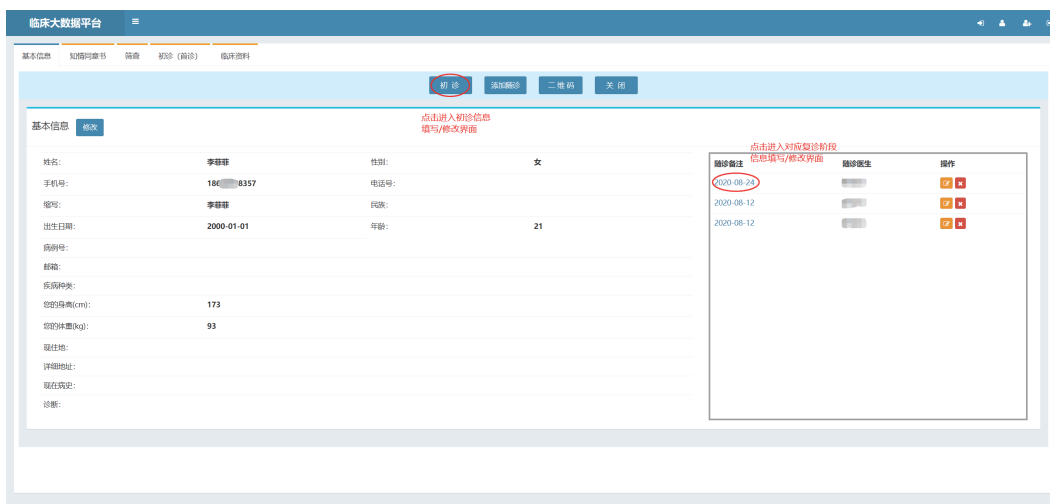 临床大数据平台
基本信息 知情同意书 筛查 初诊（首诊） 临床资料
初 诊 添加随诊 二维码 关 闭
点击进入初诊信息
填写/修改界面
基本信息 修改
点击进入对应复诊阶段
信息填写/修改界面
姓名: 李菲菲 性别: 女
手机号: 186 8357 电话号:
缩写: 李菲菲 民族:
出生日期: 2000-01-01 年龄: 21
病例号:
邮箱:
疾病种类:
您的身高(cm): 173
您的体重(kg): 93
现住地:
详细地址:
现在病史:
诊断:
随诊备注 随诊医生 操作
2020-08-24
2020-08-12
2020-08-12